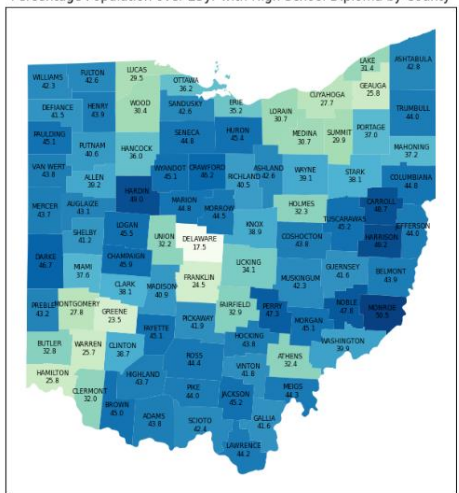 Percentage Population over 25y. with High School Diploma by County
LAKE
31.4
ASHTABULA
42.8
WILLIAMS
42.3
FULTON
42.6
LUCAS
29.5
OTTAWA
36.2
GEAUGA
25.8
CUYAHOGA
27.7
DEFIANCE
41.5
HENRY
43.9
WOOD
30.4
SANDUSKY
42.6
ERIE
35.2
LORAIN
30.7
TRUMBULL
44.0
PAULDING
45.1
PUTNAM
40.6
HANCOCK
36.0
SENECA
44.8
HURON
45.4
MEDINA
30.7
SUMMIT
29.9
PORTAGE
37.0
MAHONING
37.2
VAN WERT
43.8
ALLEN
39.2
WYANDOT
45.1
CRAWFORD
46.2
RICHLAND
40.5
ASHLAND
42.6
WAYNE
39.1
STARK
38.1
COLUMBIANA
44.8
MERCER
43.7
AUGLAIZE
43.1
HARDIN
49.0
MARION
44.8
MORROW
44.5
HOLMES
32.3
CARROLL
48.7
TUSCARAWAS
45.2
JEFFERSON
44.0
SHELBY
41.2
LOGAN
45.5
UNION
32.2
DELAWARE
17.5
KNOX
38.9
COSHOCTON
43.8
HARRISON
DARKE
46.7
MIAMI
37.6
CHAMPAIGN
45.9
LICKING
34.1
GUERNSEY
41.6
BELMONT
43.9
CLARK
38.1
MADISON
40.9
FRANKLIN
24.5
MUSKINGUM
42.3
PREBLE
43.2
MONTGOMERY
27.8
GREENE
23.5
FAIRFIELD
32.9
PERRY
47.3
NOBLE
47.8
MONROE
FAYETTE
45.1
PICKAWAY
41.9
MORGAN
45.1
BUTLER
32.8
WARREN
25.7
CLINTON
38.7
HOCKING
43.8
WASHINGTON
39.9
ROSS
44.4
ATHENS
32.4
HAMILTON
25.8
CLERMONT
32.0
HIGHLAND
43.7
VINTON
41.8
PIKE
44.0
JACKSON
45.2
MEIGS
44.3
BROWN
45.0
ADAMS
43.8
SCIOTO
42.4
GALLIA
41.6
LAWRENCE
44.2